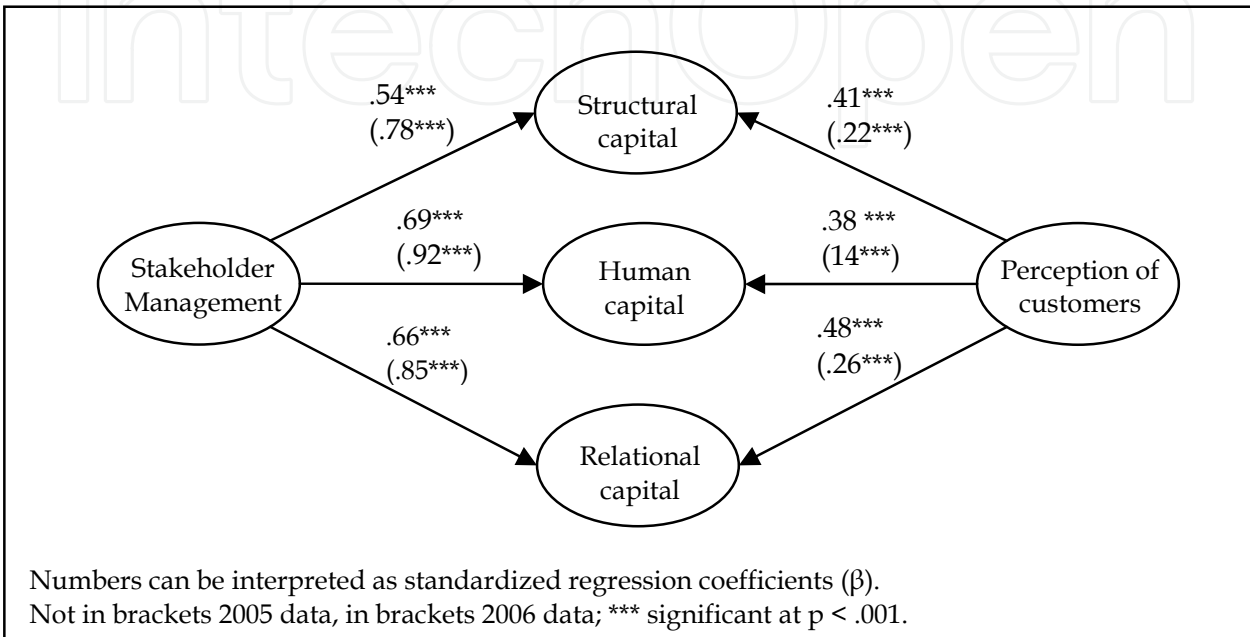 IntechOpen
.54***
(.78***)
Structural
capital
.41***
(.22***)
.69***
(.92***)
.38 ***
(14***)
Stakeholder
Management
Human
capital
Perception of
customers
.66***
(.85***)
.48***
(.26***)
Relational
capital
Numbers can be interpreted as standardized regression coefficients (β).
Not in brackets 2005 data, in brackets 2006 data; *** significant at p < .001.